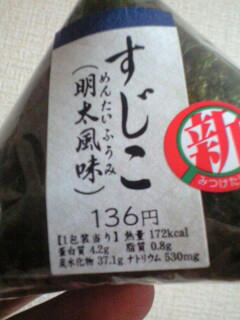 すじこ
めんたいふうみ
(明太風味)
136円
【1包装当り】 熱量 172kcal
蛋白質 4.2g 脂質 0.8g
炭水化物 37.1g ナトリウム 530mg
新
みつけた